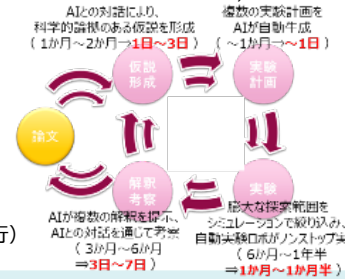 AIとの対話により、
科学的論拠のある仮説を形成
（ 1か月～2か月⇒1日～3日 ）
複数の実験計画を
AIが自動生成
（ ～1か月⇒～1日 ）
仮説
形成
実験
計画
論文
解釈
考察
実験
行）
AIが複数の解釈を提示、
AIとの対話を通じて考察
（ 3か月～6か月
⇒3日～7日 ）
膨大な探索範囲を
シミュレーションで絞り込み、
自動実験ロボがノンストップ実
（ 6か月～1年半
⇒1か月～1か月半 ）